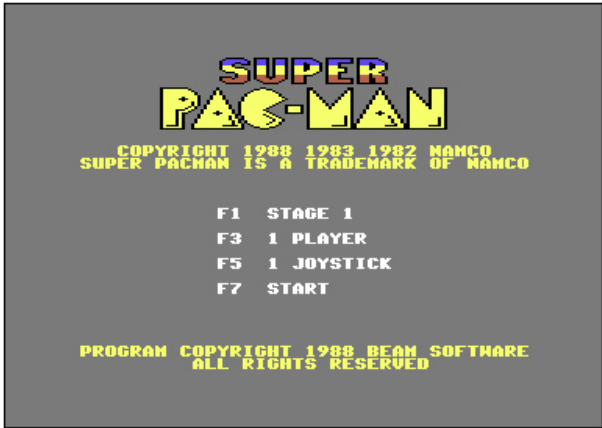 SUPER
PAC-MAN
COPYRIGHT 1988 1983 1982 NAMCO
SUPER PACMAN IS A TRADEMARK OF NAMCO
F1 STAGE 1
F3 1 PLAYER
F5 1 JOYSTICK
F7 START
PROGRAM COPYRIGHT 1988 BEAM SOFTWARE
ALL RIGHTS RESERVED